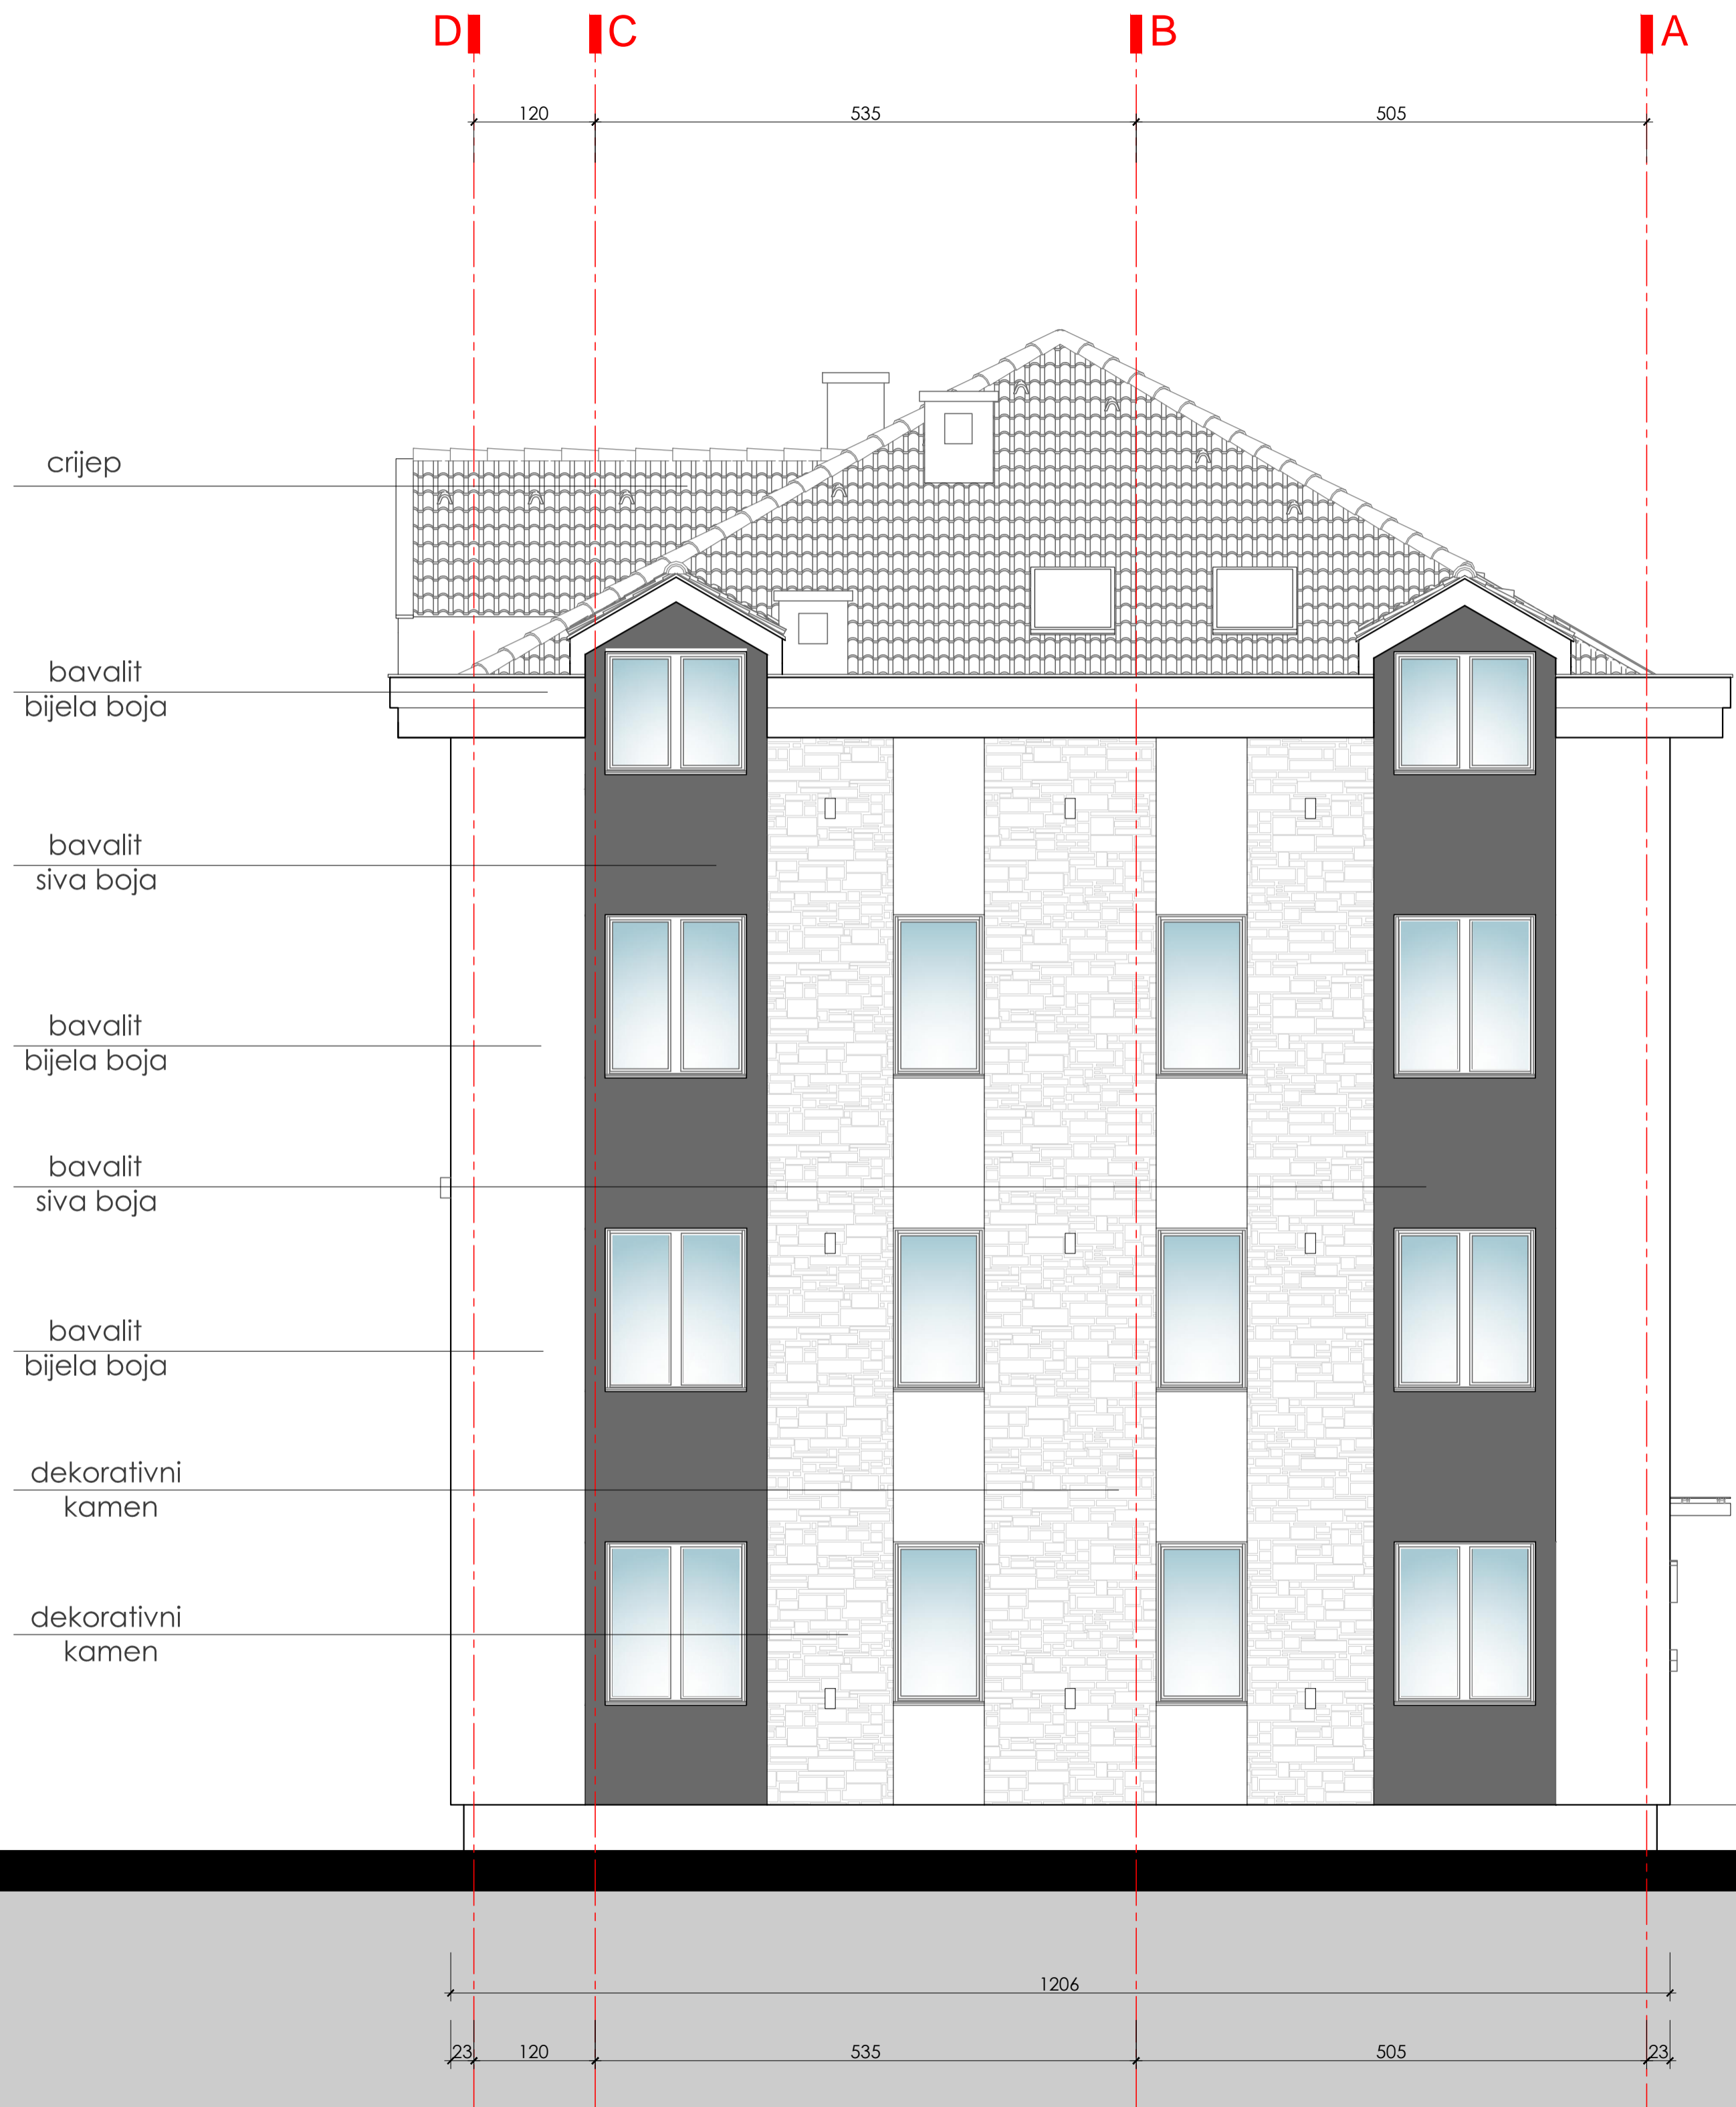 D
C
B
A
120
535
505
crijep
bavalit
bijela boja
bavalit
siva boja
bavalit
bijela boja
bavalit
siva boja
bavalit
bijela boja
dekorativni
kamen
dekorativni
kamen
1206
23
120
535
505
23